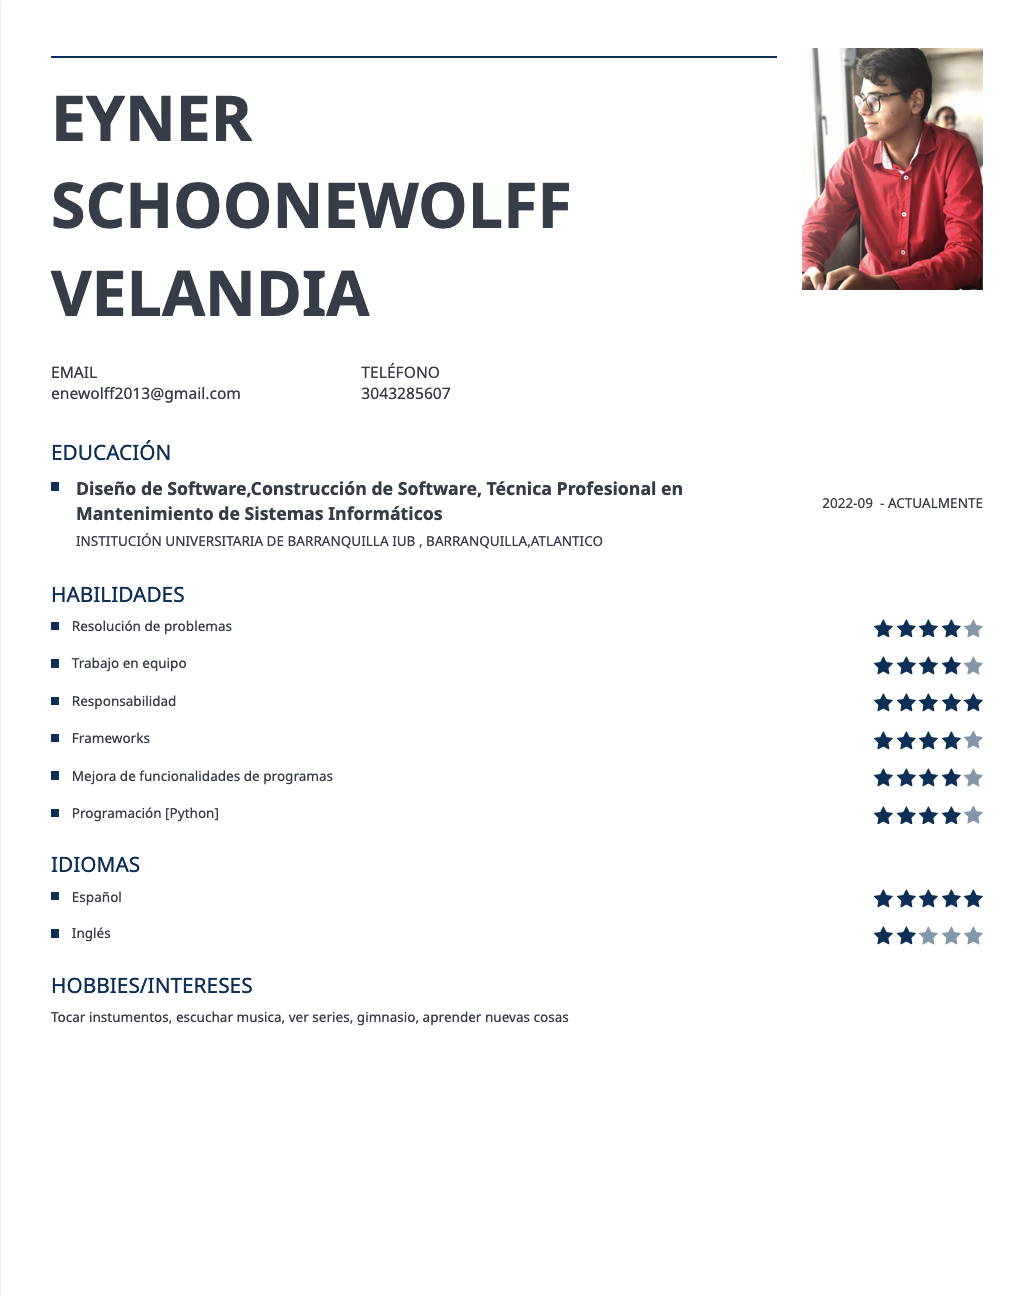 EYNER
SCHOONEWOLFF
VELANDIA
EMAIL
enewolff2013@gmail.com
TELÉFONO
3043285607
EDUCACIÓN
Diseño de Software,Construcción de Software, Técnica Profesional en
Mantenimiento de Sistemas Informáticos
2022-09 - ACTUALMENTE
INSTITUCIÓN UNIVERSITARIA DE BARRANQUILLA IUB , BARRANQUILLA,ATLANTICO
HABILIDADES
Resolución de problemas
Trabajo en equipo
Responsabilidad
Frameworks
Mejora de funcionalidades de programas
Programación [Python]
IDIOMAS
Español
Inglés
HOBBIES/INTERESES
Tocar instumentos, escuchar musica, ver series, gimnasio, aprender nuevas cosas